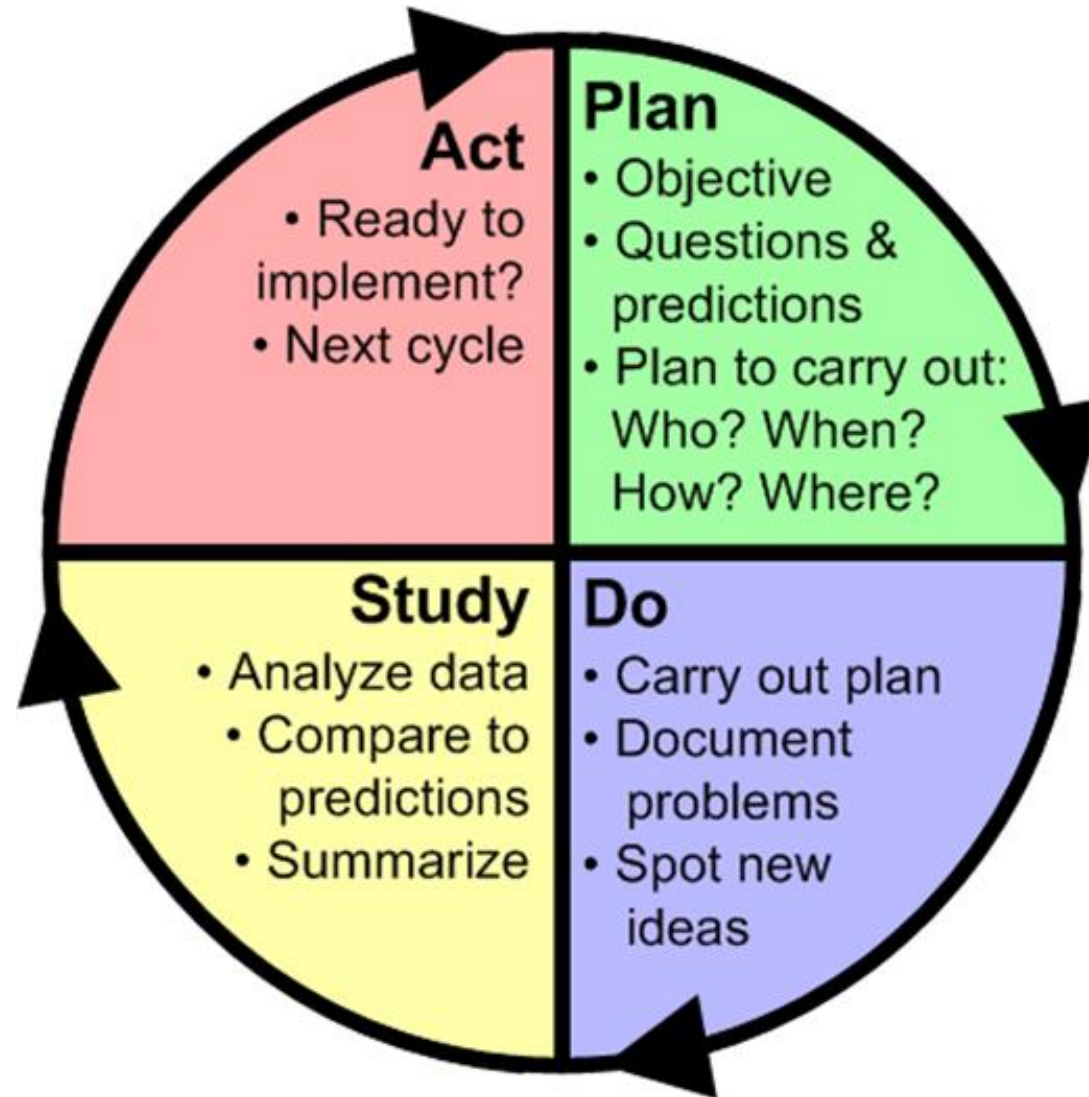 Plan
• Objective
• Questions &
predictions
• Plan to carry out:
Who? When?
How? Where?
Do
• Carry out plan
• Document
problems
• Spot new
ideas
Study
• Analyze data
• Compare to
predictions
• Summarize
Act
• Ready to
implement?
• Next cycle